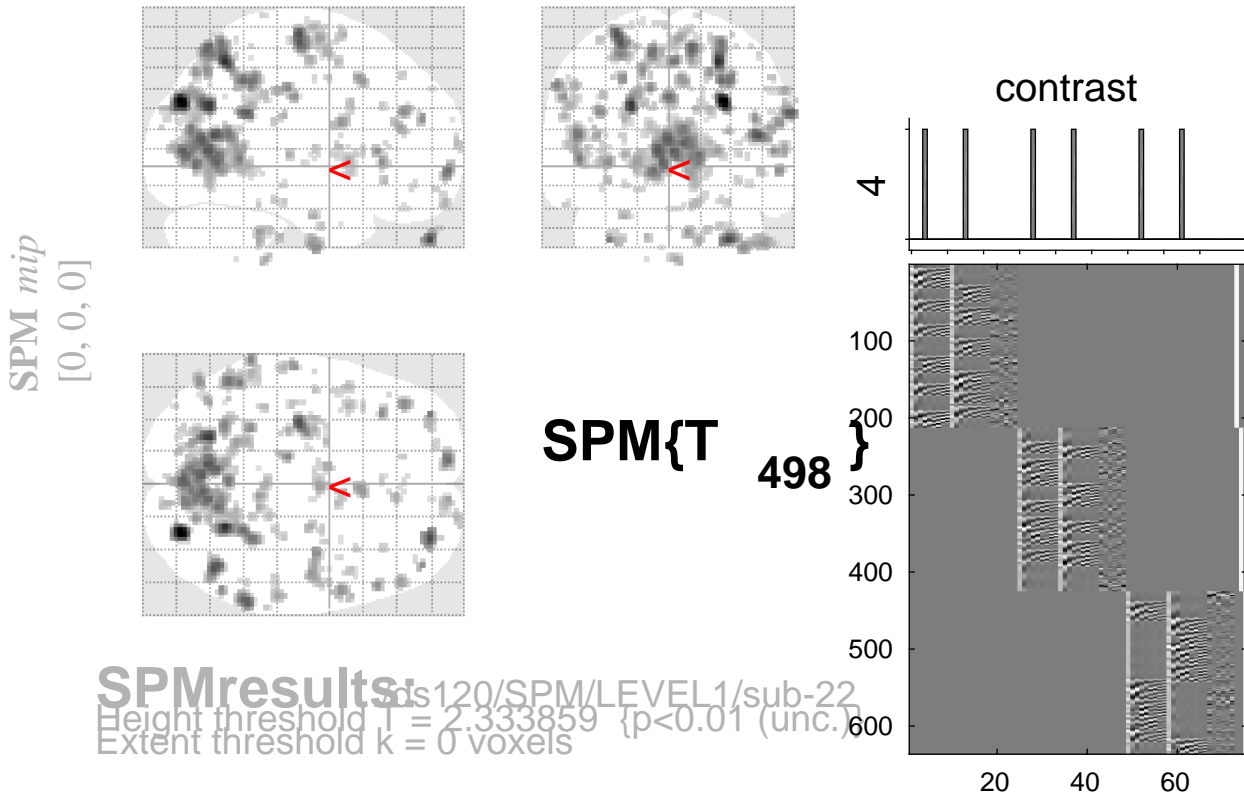 SPM mip
[0, 0, 0]
<
<
<
SPM{T 498 }
SPMresults: /ds120/SPM/LEVEL1/sub-22
Height threshold T = 2.333859 {p<0.01 (unc.)}
Extent threshold k = 0 voxels
contrast
4
100
200
300
400
500
600
20 40 60